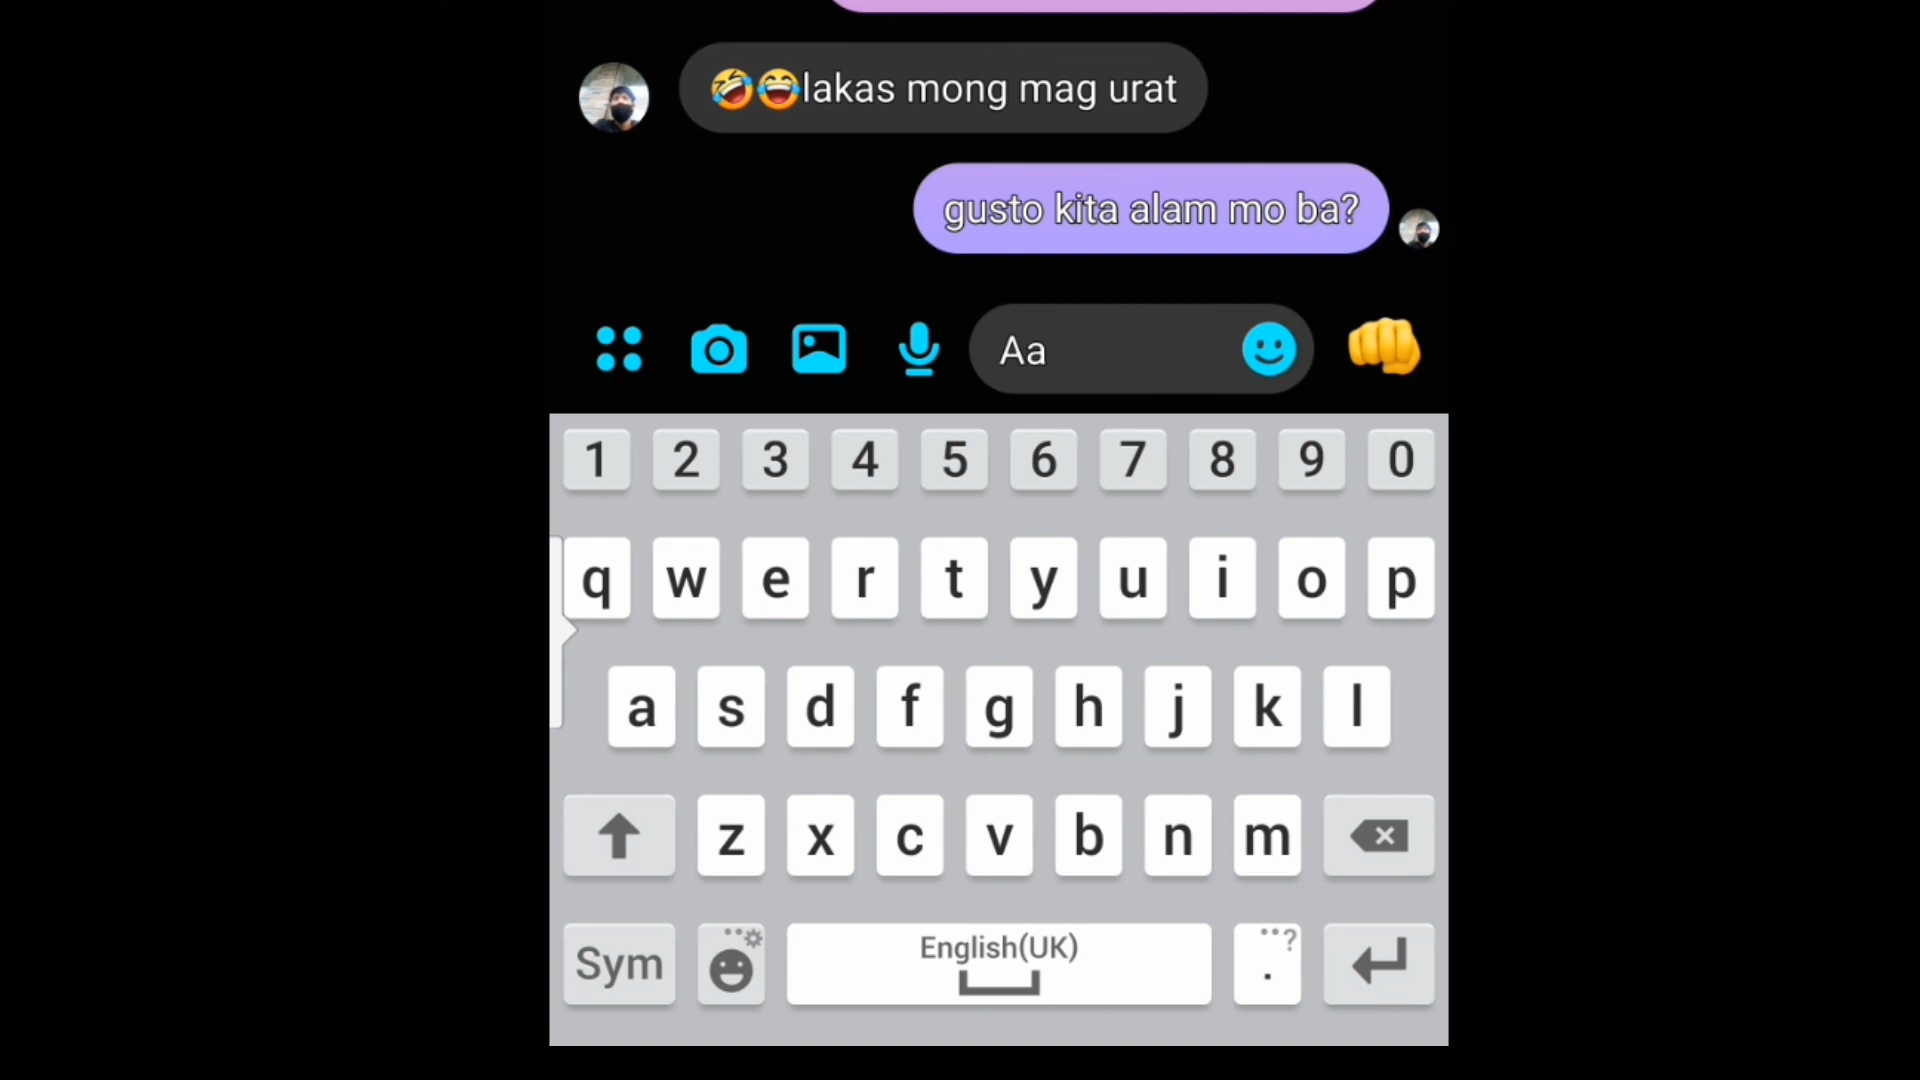 🤣😂lakas mong mag urat
gusto kita alam mo ba?
Aa
1 2 3 4 5 6 7 8 9 0
q w e r t y u i o p
a s d f g h j k l
z x c v b n m
Sym English(UK) . ?